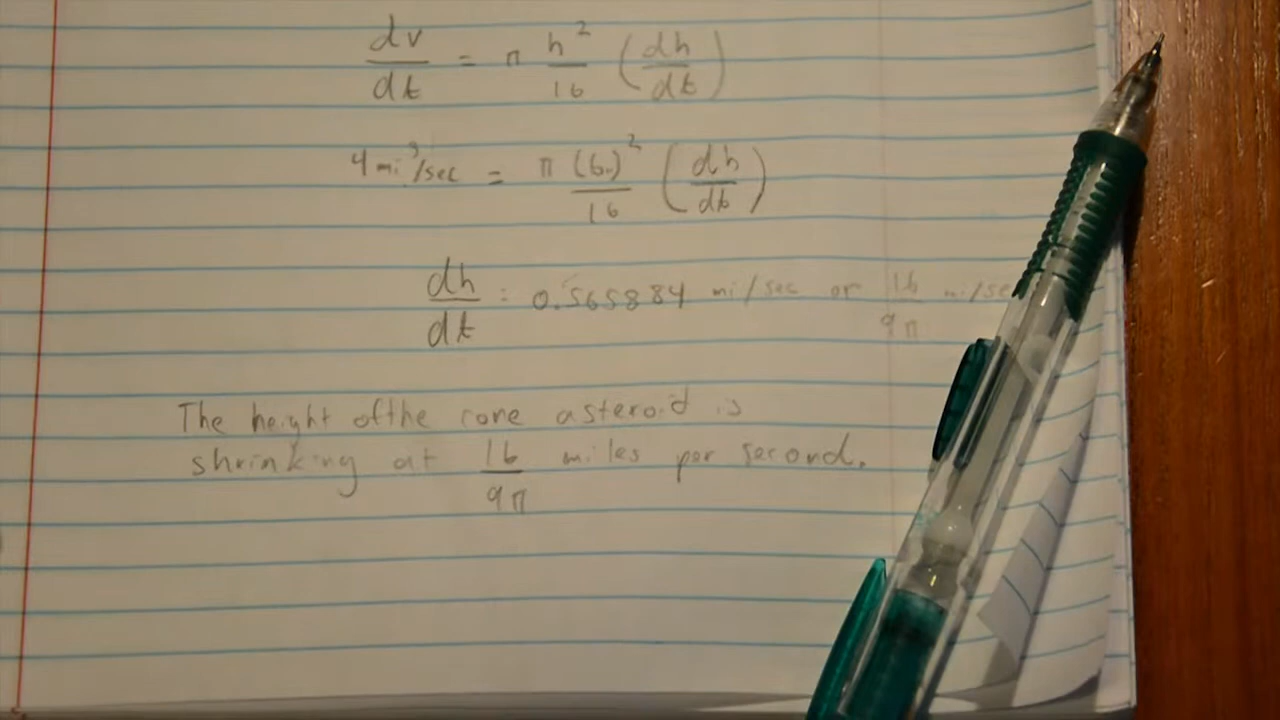 dv/dt = π h²/16 (dh/dt)
4 mi³/sec = π (6)²/16 (dh/dt)
dh/dt = 0.565884 mi/sec or 16/9π mi/se
The height of the cone asteroid is
shrinking at 16/9π miles per second.